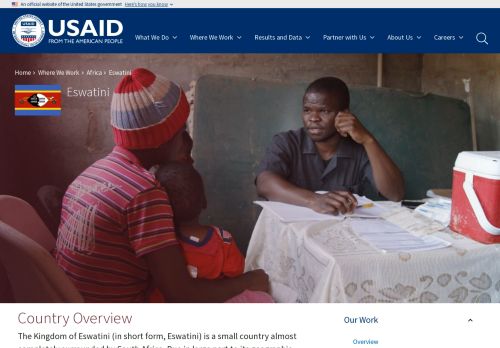 An official website of the United States government Here's how you know
USAID
FROM THE AMERICAN PEOPLE
What We Do Where We Work Results and Data Partner with Us About Us Careers
Home › Where We Work › Africa › Eswatini
Eswatini
Country Overview
Our Work
The Kingdom of Eswatini (in short form, Eswatini) is a small country almost
Overview